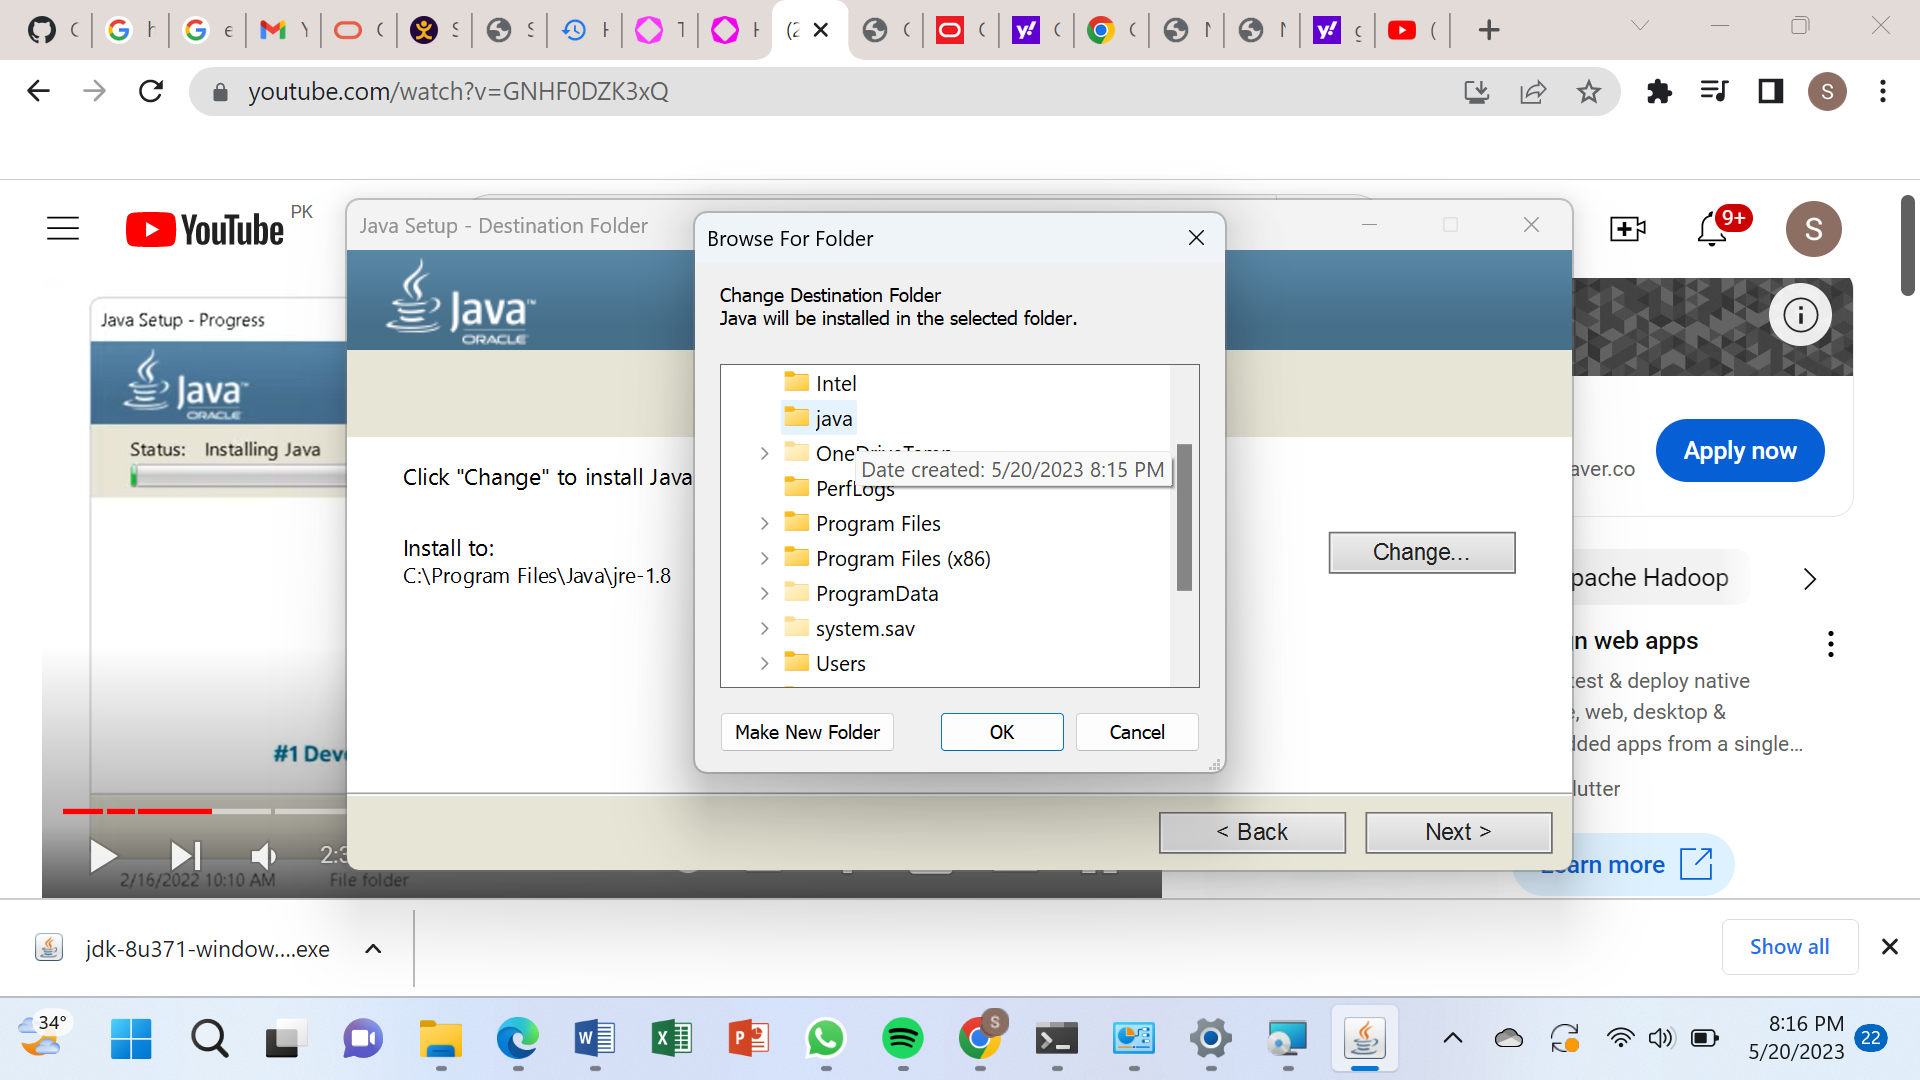 youtube.com/watch?v=GNHF0DZK3xQ
S
YouTube PK
9+
S
Java Setup - Progress
Java
ORACLE
Status: Installing Java
#1 Deve
2:3
2/16/2022 10:10 AM File folder
Java Setup - Destination Folder
Java
ORACLE
Click "Change" to install Java
Install to:
C:\Program Files\Java\jre-1.8
Change...
< Back
Next >
Browse For Folder
Change Destination Folder
Java will be installed in the selected folder.
Intel
java
Date created: 5/20/2023 8:15 PM
PerfLogs
Program Files
Program Files (x86)
ProgramData
system.sav
Users
Make New Folder
OK
Cancel
aver.co
Apply now
pache Hadoop
n web apps
test & deploy native
e, web, desktop &
dded apps from a single...
lutter
earn more
jdk-8u371-window....exe
Show all
34°
S
8:16 PM
5/20/2023
22